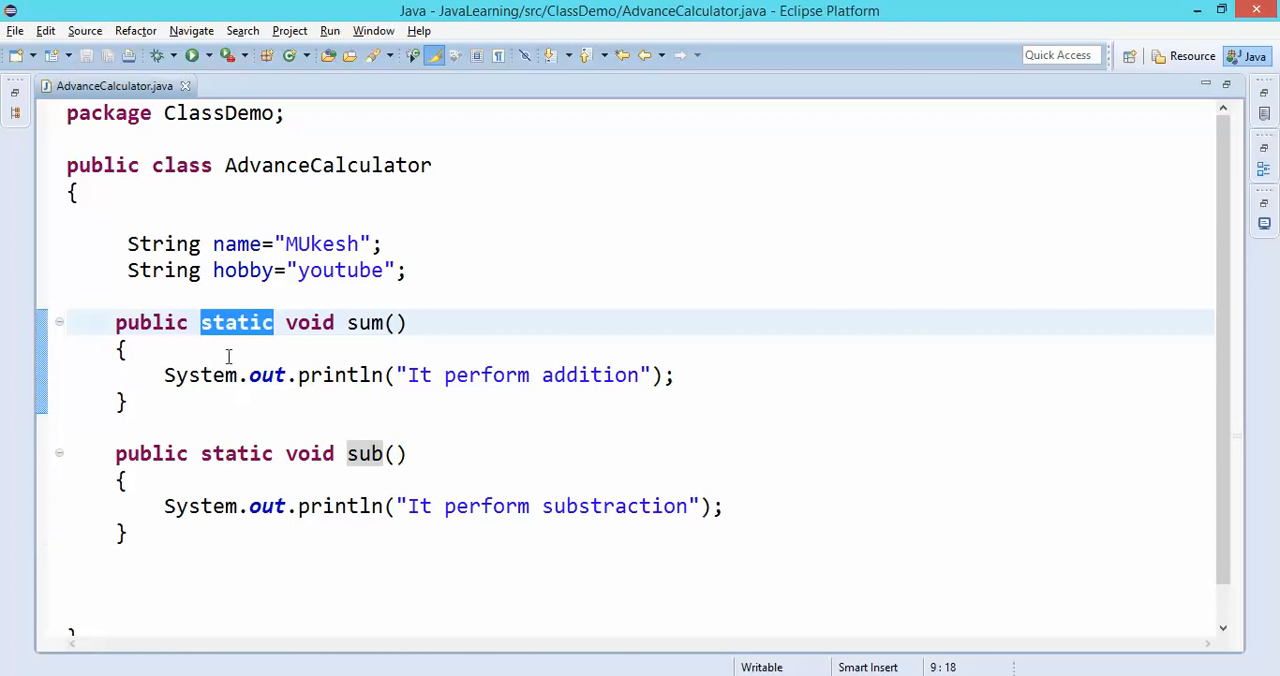 Java - JavaLearning/src/ClassDemo/AdvanceCalculator.java - Eclipse Platform
File Edit Source Refactor Navigate Search Project Run Window Help
Quick Access Resource Java
AdvanceCalculator.java
package ClassDemo;
public class AdvanceCalculator
{
String name="MUkesh";
String hobby="youtube";
public static void sum()
{
System.out.println("It perform addition");
}
public static void sub()
{
System.out.println("It perform substraction");
}
}
Writable Smart Insert 9 : 18